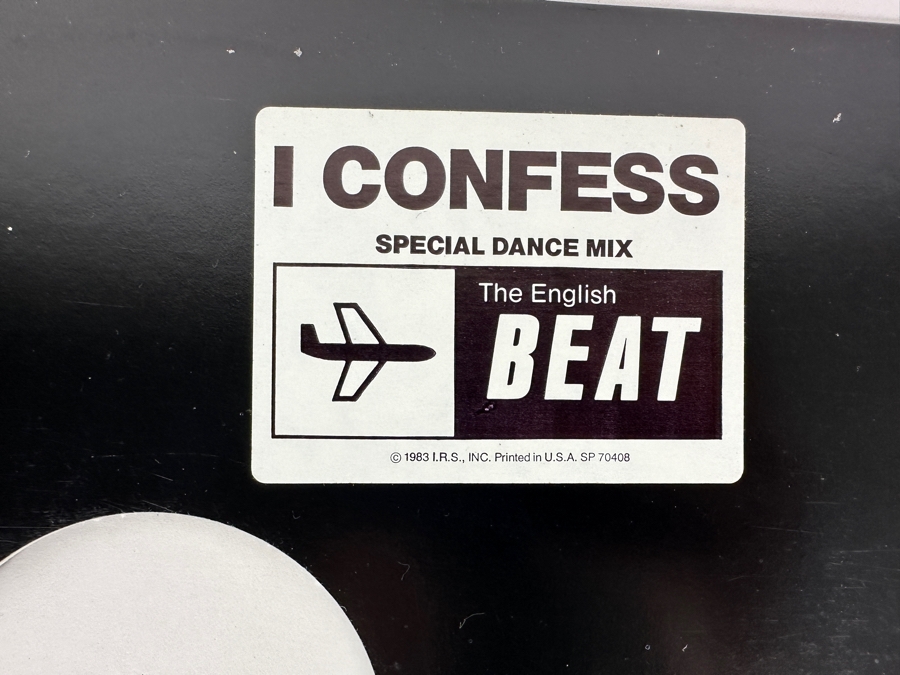 I CONFESS
SPECIAL DANCE MIX
The English
BEAT
© 1983 I.R.S., INC. Printed in U.S.A. SP 70408